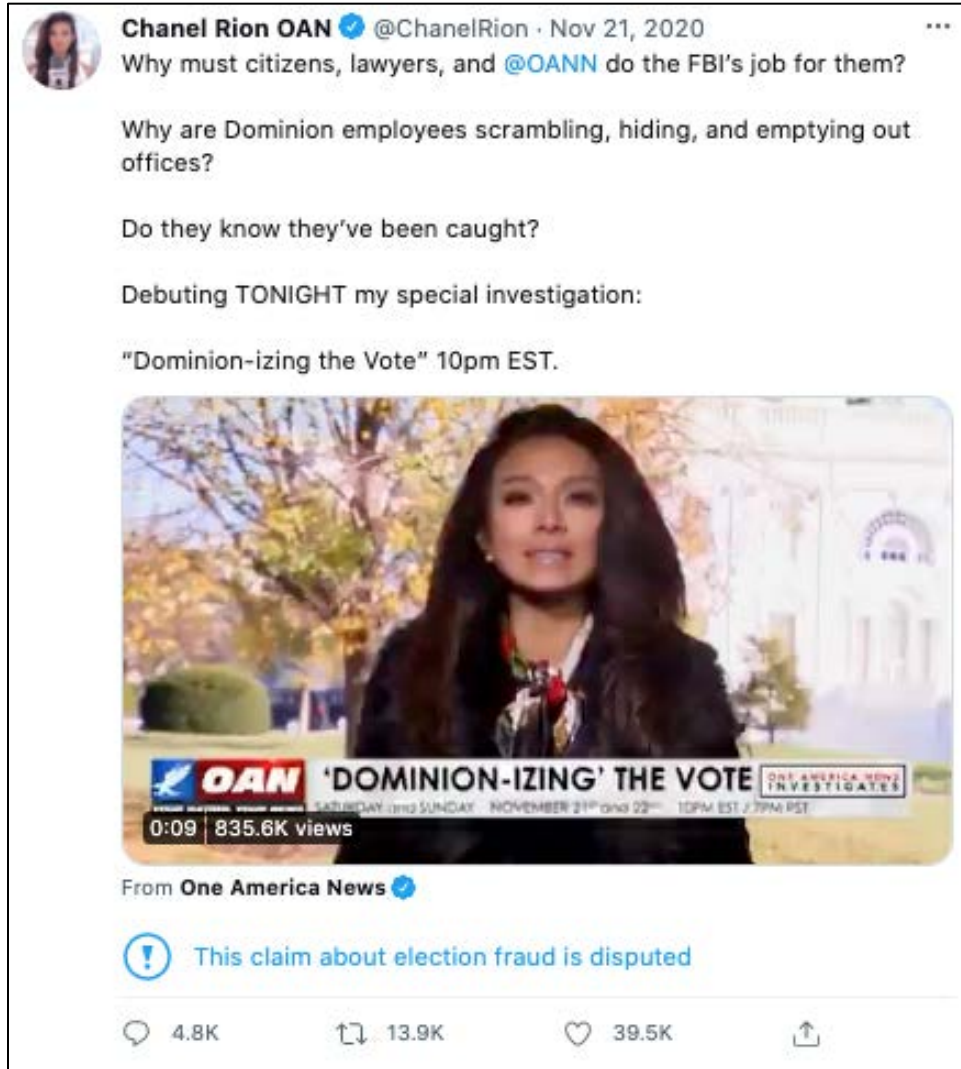 Chanel Rion OAN @ChanelRion · Nov 21, 2020
Why must citizens, lawyers, and @OANN do the FBI's job for them?
Why are Dominion employees scrambling, hiding, and emptying out
offices?
Do they know they've been caught?
Debuting TONIGHT my special investigation:
“Dominion-izing the Vote” 10pm EST.
OAN 'DOMINION-IZING' THE VOTE ONE AMERICA NEWS
INVESTIGATES
SATURDAY and SUNDAY NOVEMBER 21ST and 22ND 10PM EST / 7PM PST
0:09 835.6K views
From One America News
This claim about election fraud is disputed
4.8K 13.9K 39.5K